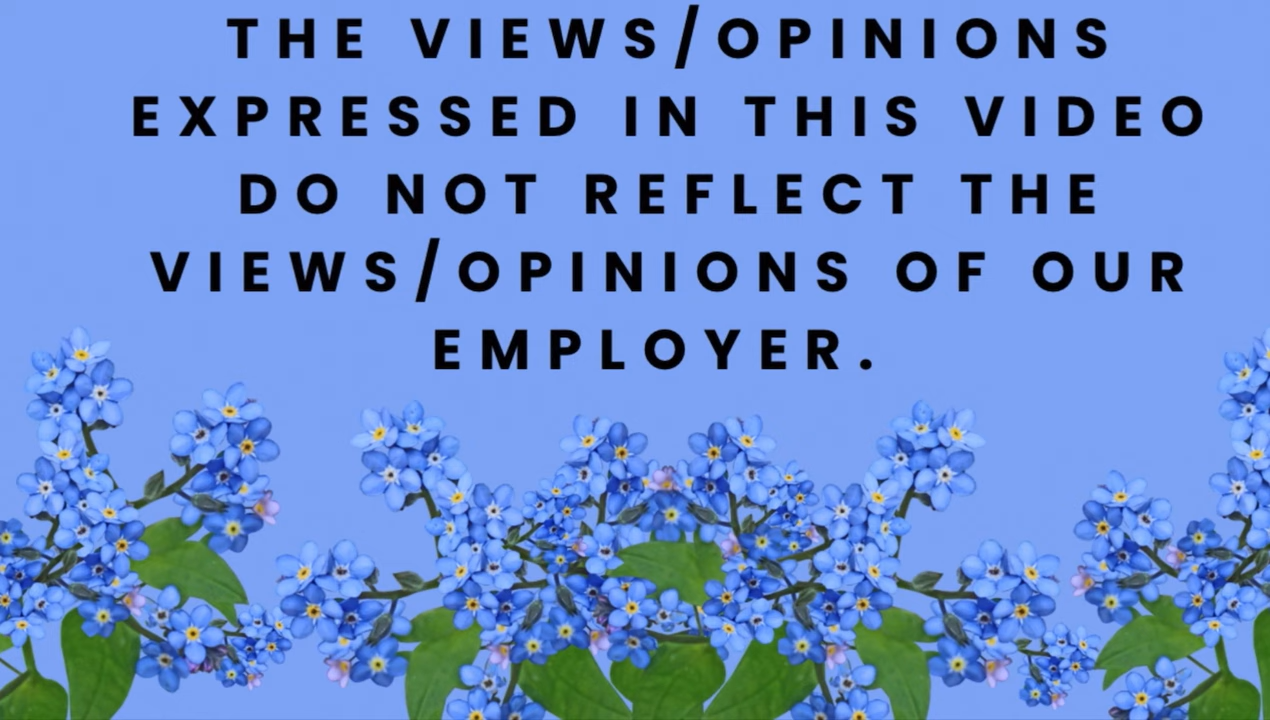 THE VIEWS/OPINIONS
EXPRESSED IN THIS VIDEO
DO NOT REFLECT THE
VIEWS/OPINIONS OF OUR
EMPLOYER.